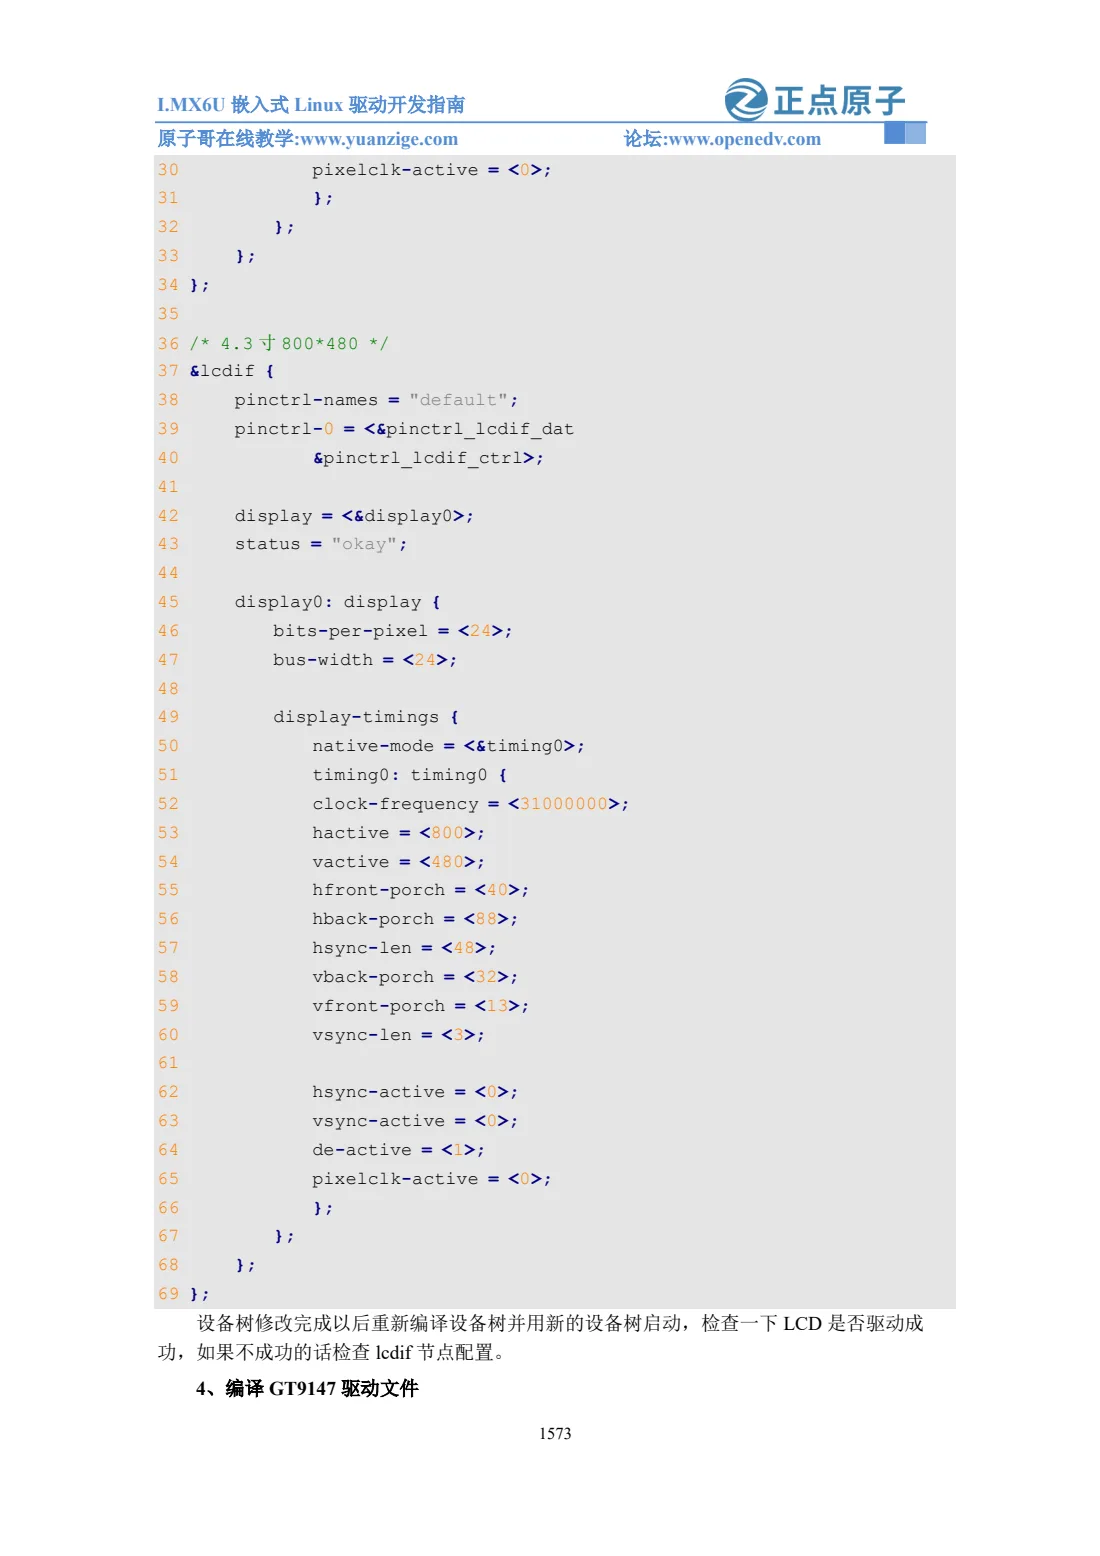 I.MX6U 嵌入式 Linux 驱动开发指南
正点原子
原子哥在线教学:www.yuanzige.com 论坛:www.openedv.com
30 pixelclk-active = <0>;
31 };
32 };
33 };
34 };
35
36 /* 4.3 寸 800*480 */
37 &lcdif {
38 pinctrl-names = "default";
39 pinctrl-0 = <&pinctrl_lcdif_dat
40 &pinctrl_lcdif_ctrl>;
41
42 display = <&display0>;
43 status = "okay";
44
45 display0: display {
46 bits-per-pixel = <24>;
47 bus-width = <24>;
48
49 display-timings {
50 native-mode = <&timing0>;
51 timing0: timing0 {
52 clock-frequency = <31000000>;
53 hactive = <800>;
54 vactive = <480>;
55 hfront-porch = <40>;
56 hback-porch = <88>;
57 hsync-len = <48>;
58 vback-porch = <32>;
59 vfront-porch = <13>;
60 vsync-len = <3>;
61
62 hsync-active = <0>;
63 vsync-active = <0>;
64 de-active = <1>;
65 pixelclk-active = <0>;
66 };
67 };
68 };
69 };
设备树修改完成以后重新编译设备树并用新的设备树启动，检查一下 LCD 是否驱动成
功，如果不成功的话检查 lcdif 节点配置。
4、编译 GT9147 驱动文件
1573